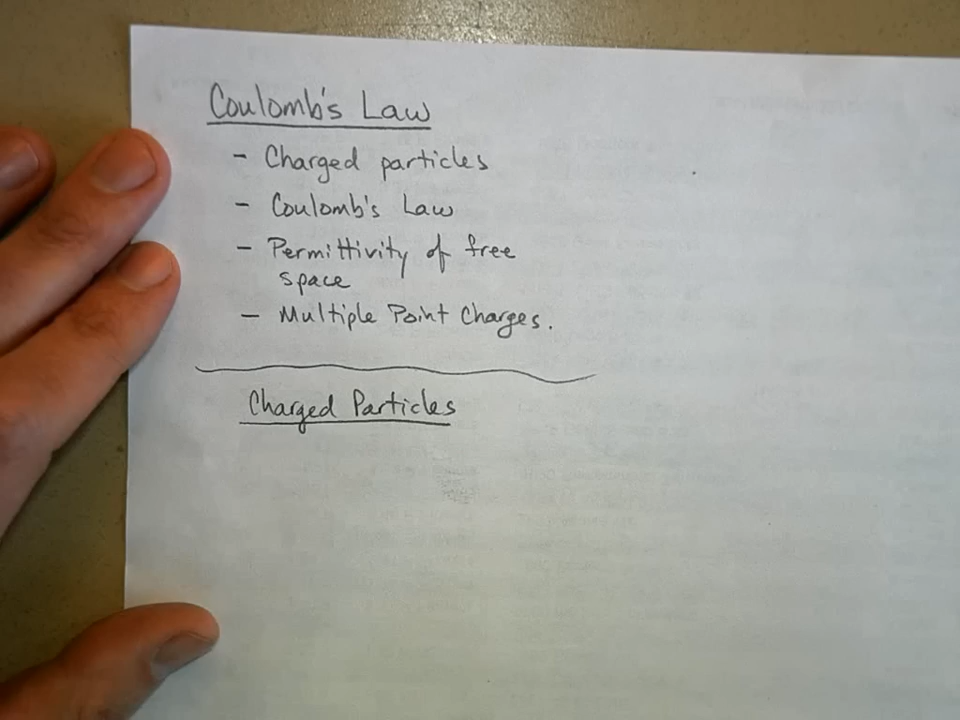 Coulomb's Law
- Charged particles
- Coulomb's Law
- Permittivity of free
space
- Multiple Point Charges.
Charged Particles